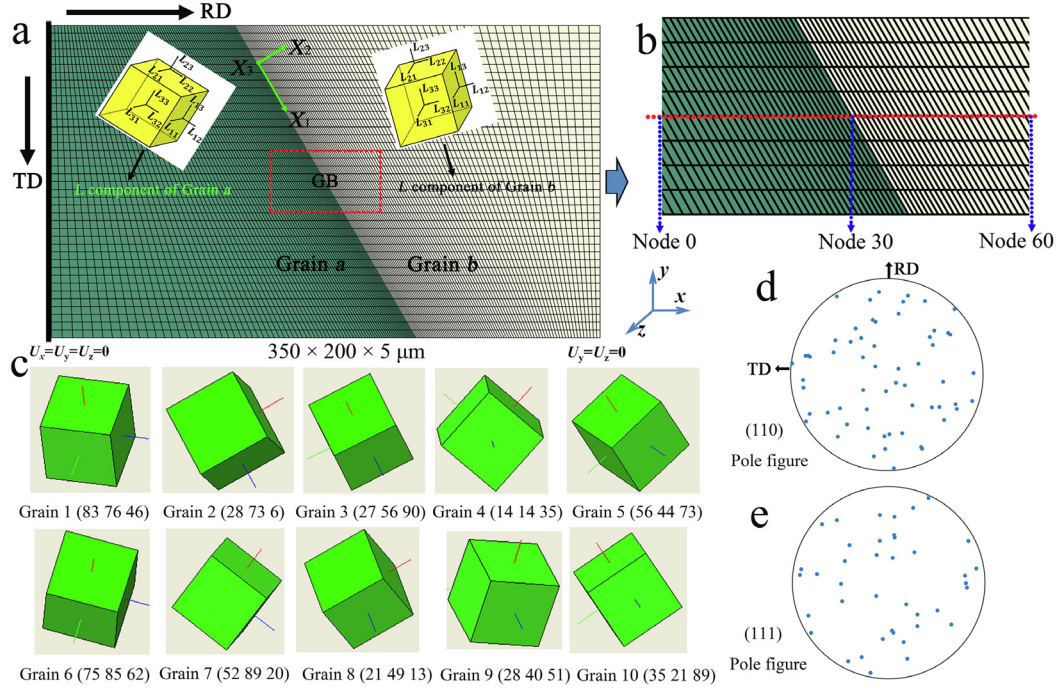 a
RD
TD
L23
L22
L21
L13
L33
L12
L32
L11
L31
X2
X3
X1
L23
L22
L21
L13
L33
L12
L32
L11
L31
L component of Grain a
GB
L component of Grain b
Grain a
Grain b
Ux=Uy=Uz=0
350 × 200 × 5 μm
Uy=Uz=0
b
Node 0
Node 30
Node 60
y
x
z
c
Grain 1 (83 76 46)
Grain 2 (28 73 6)
Grain 3 (27 56 90)
Grain 4 (14 14 35)
Grain 5 (56 44 73)
Grain 6 (75 85 62)
Grain 7 (52 89 20)
Grain 8 (21 49 13)
Grain 9 (28 40 51)
Grain 10 (35 21 89)
d
RD
TD
(110)
Pole figure
e
(111)
Pole figure